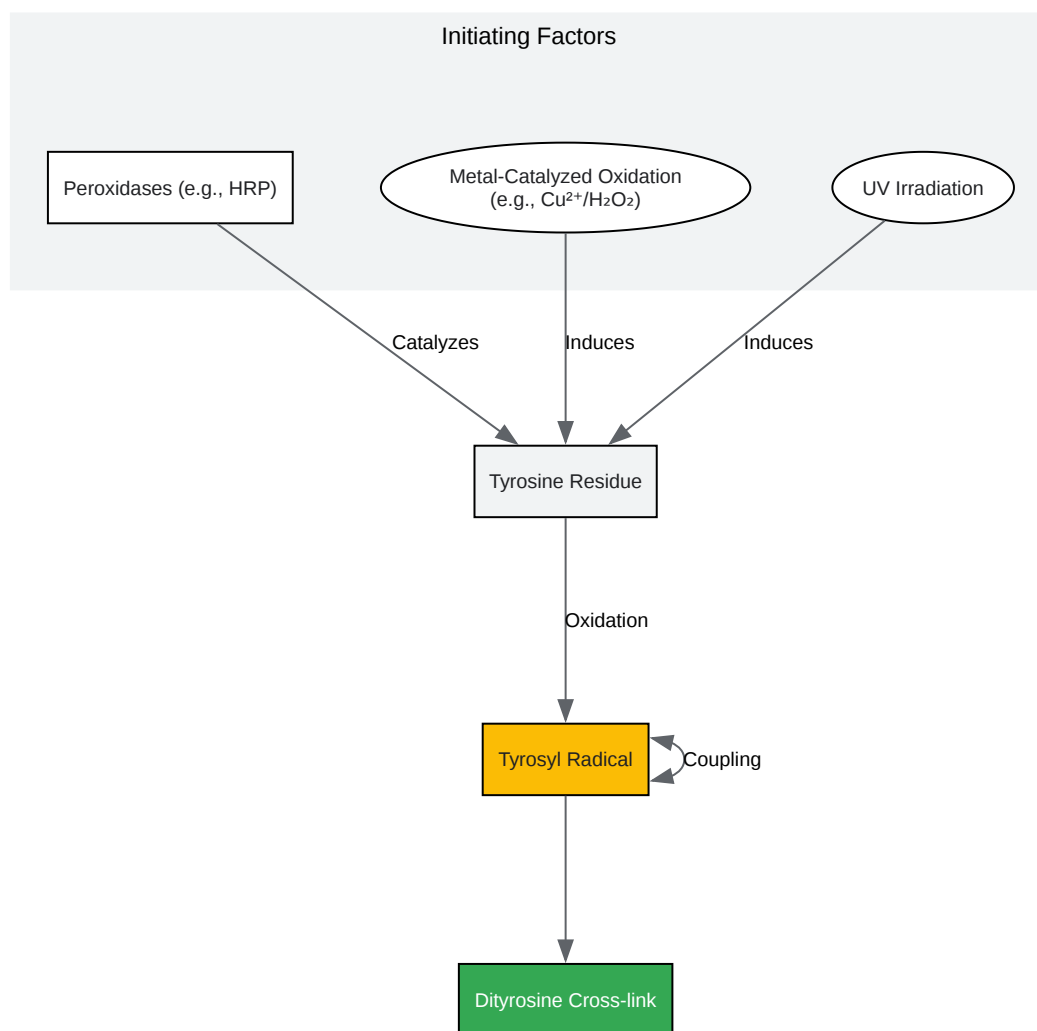 Initiating Factors
Peroxidases (e.g., HRP)
Metal-Catalyzed Oxidation
(e.g., Cu²⁺/H₂O₂)
UV Irradiation
Catalyzes
Induces
Induces
Tyrosine Residue
Oxidation
Tyrosyl Radical
Coupling
Dityrosine Cross-link